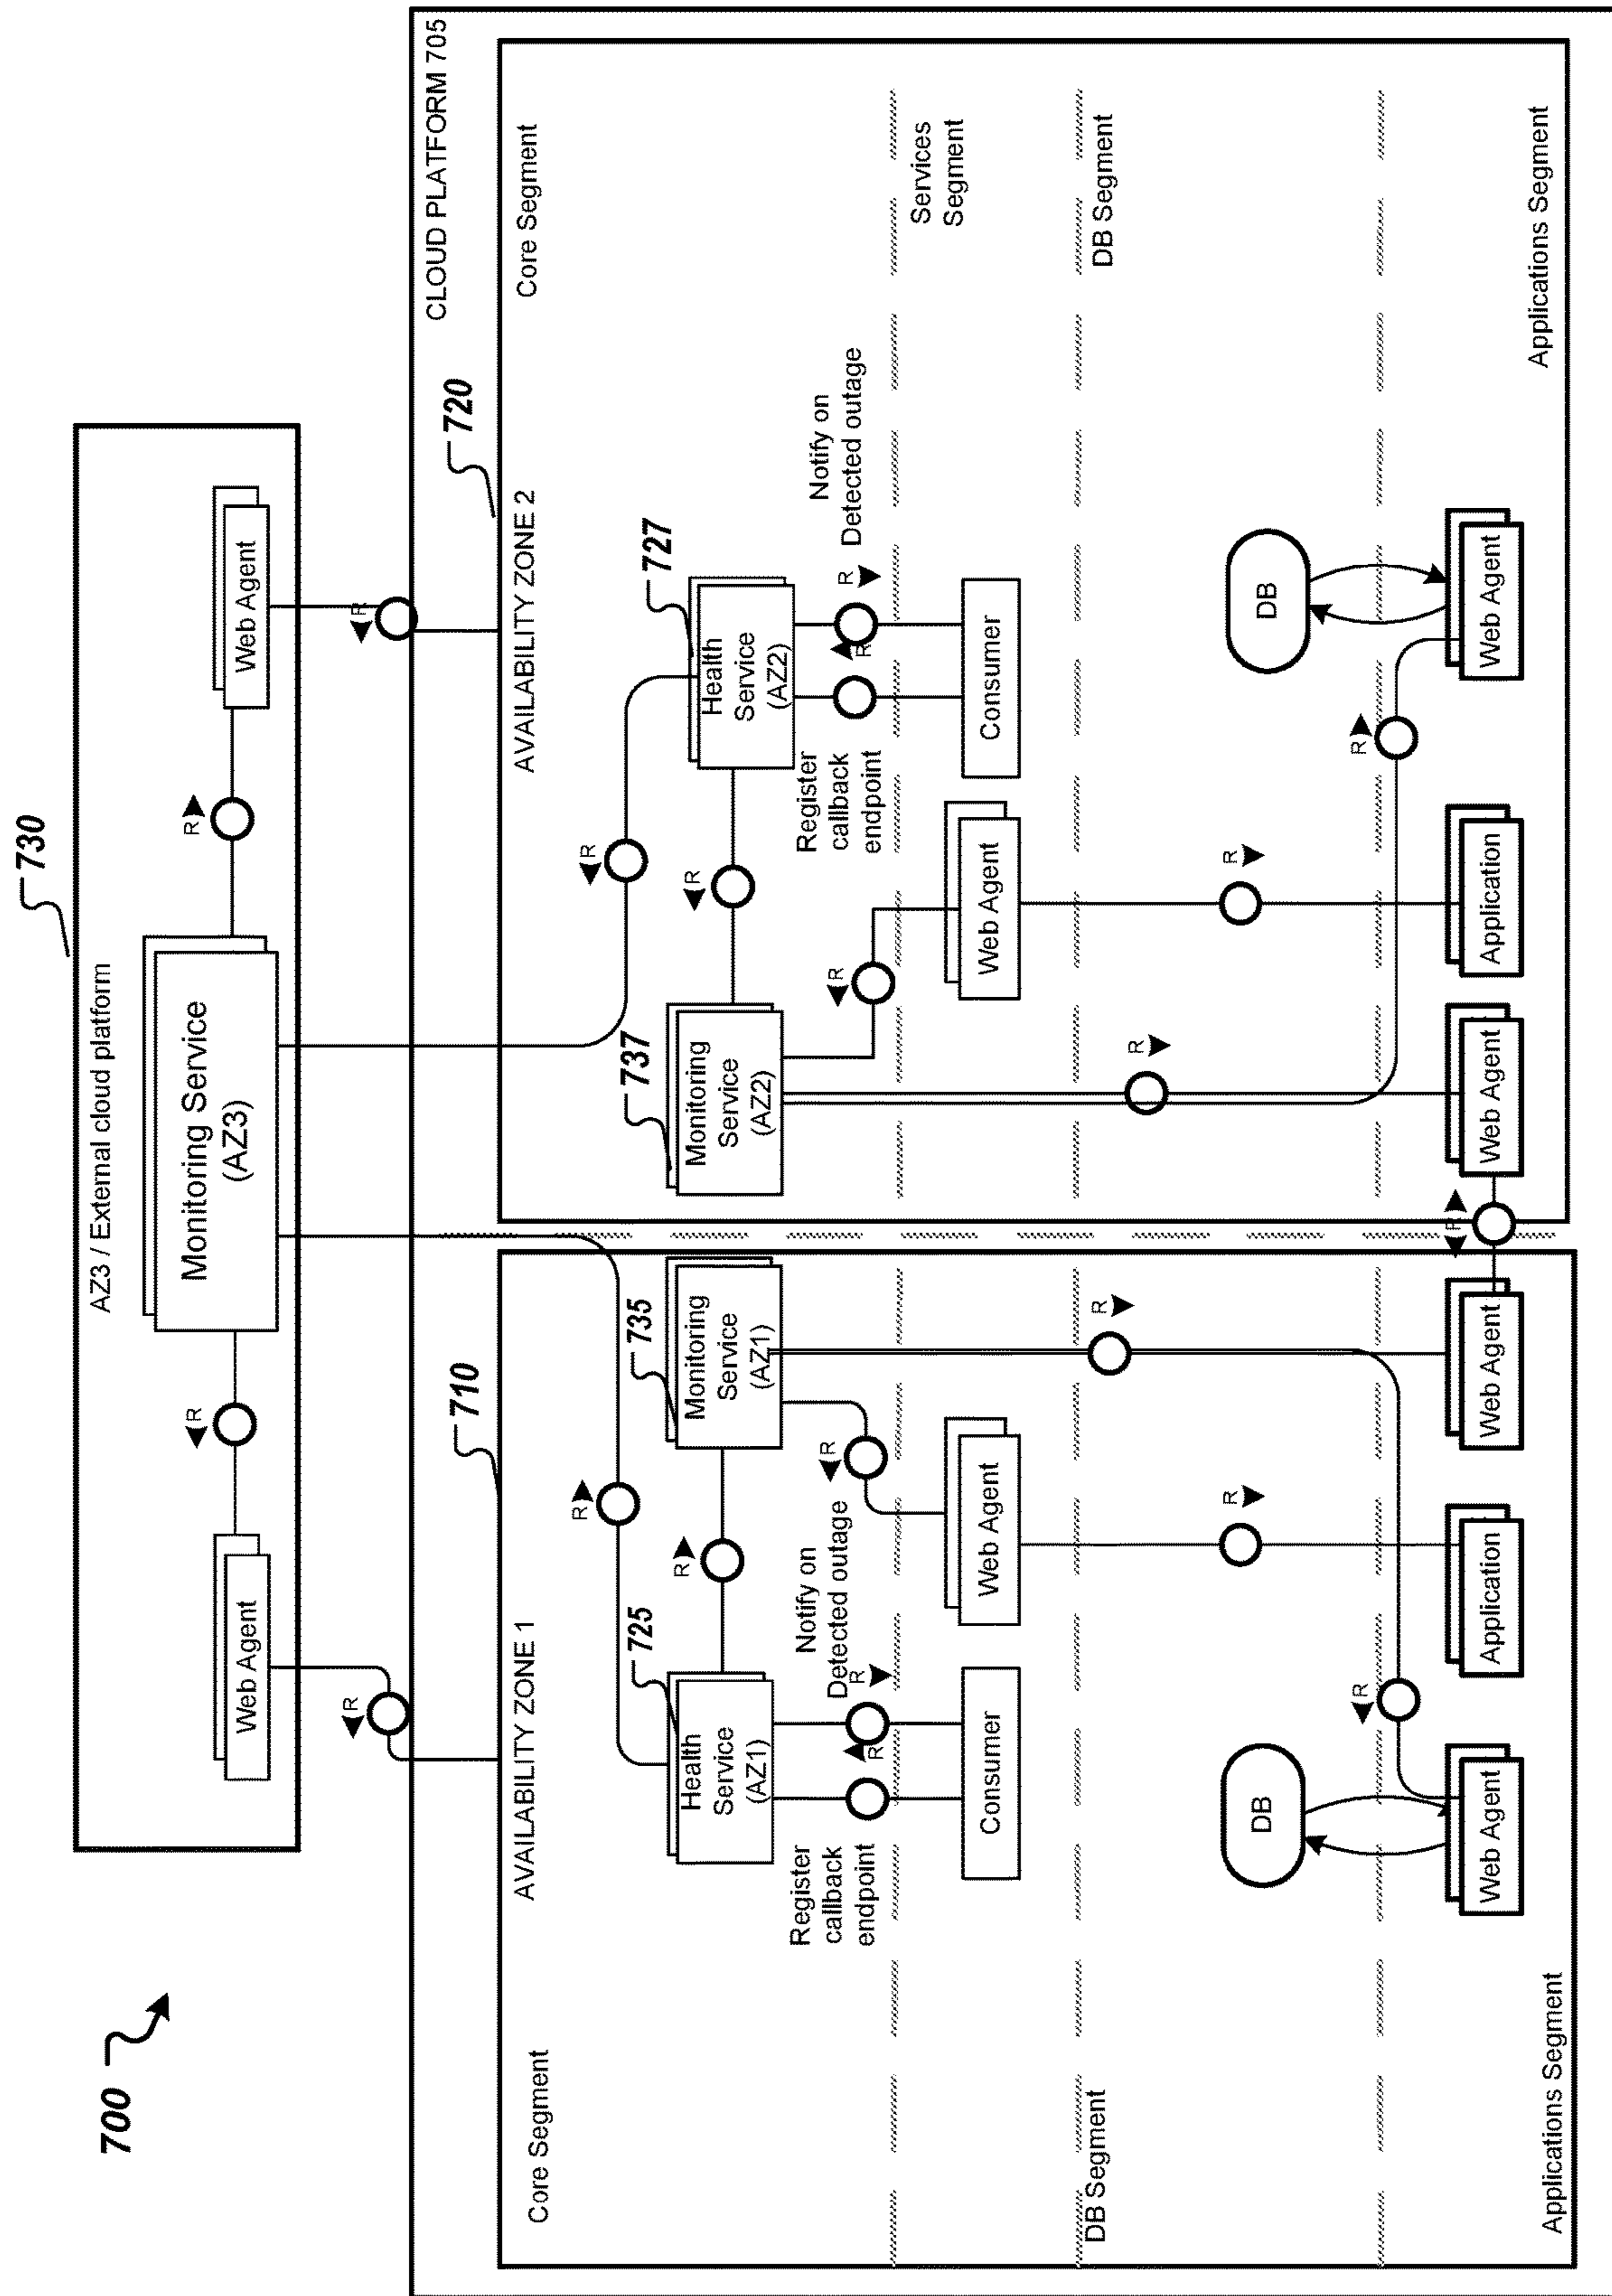 700
730
AZ3 / External cloud platform
Web Agent
R
Monitoring Service
(AZ3)
R
Web Agent
R
R
CLOUD PLATFORM 705
710
AVAILABILITY ZONE 1
Core Segment
R
725
Health
Service
(AZ1)
R
735
Monitoring
Service
(AZ1)
Register
callback
endpoint
R
R
Notify on
Detected outage
R
Consumer
Web Agent
DB Segment
R
R
DB
R
Web Agent
Application
Web Agent
Applications Segment
R
720
AVAILABILITY ZONE 2
Core Segment
R
737
Monitoring
Service
(AZ2)
R
727
Health
Service
(AZ2)
R
Register
callback
endpoint
R
R
Notify on
Detected outage
Services
Segment
Web Agent
Consumer
DB Segment
R
R
DB
R
Web Agent
Application
Web Agent
Applications Segment